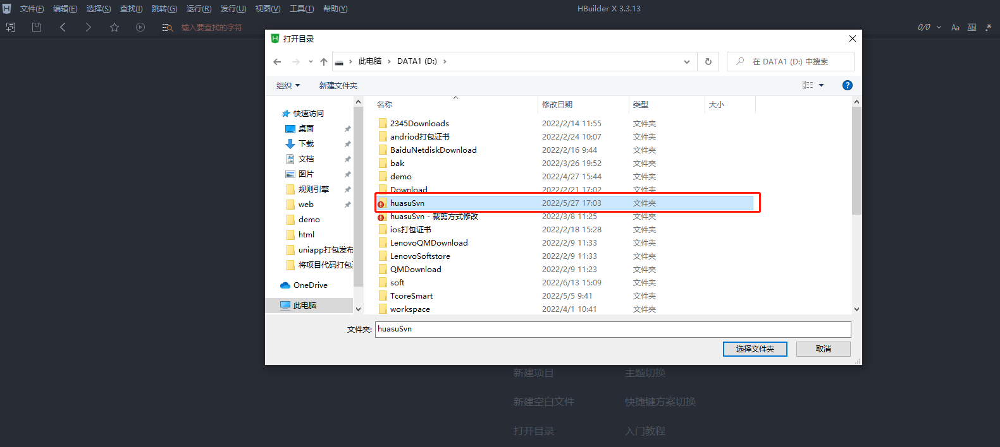 文件(F) 编辑(E) 选择(S) 查找(I) 跳转(G) 运行(R) 发行(U) 视图(V) 工具(T) 帮助(Y) HBuilder X 3.3.13
输入要查找的字符 0/0 Aa Ab .*
打开目录
此电脑 DATA1 (D:) 在 DATA1 (D:) 中搜索
组织 新建文件夹
快速访问
桌面
下载
文档
图片
规则引擎
web
demo
html
uniapp打包发布
将项目代码打包
OneDrive
此电脑
名称 修改日期 类型 大小
2345Downloads 2022/2/14 11:55 文件夹
andriod打包证书 2022/2/24 10:07 文件夹
BaiduNetdiskDownload 2022/2/16 9:44 文件夹
bak 2022/3/26 19:52 文件夹
demo 2022/4/27 15:44 文件夹
Download 2022/2/21 17:02 文件夹
huasuSvn 2022/5/27 17:03 文件夹
huasuSvn - 裁剪方式修改 2022/3/8 11:25 文件夹
ios打包证书 2022/2/18 15:28 文件夹
LenovoQMDownload 2022/2/9 11:33 文件夹
LenovoSoftstore 2022/2/9 11:33 文件夹
QMDownload 2022/2/9 11:23 文件夹
soft 2022/6/13 15:09 文件夹
TcoreSmart 2022/5/5 9:41 文件夹
workspace 2022/4/1 10:41 文件夹
文件夹: huasuSvn
选择文件夹 取消
新建项目 主题切换
新建空白文件 快捷键方案切换
打开目录 入门教程